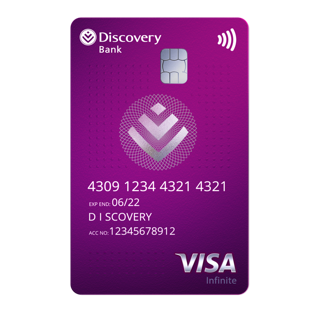 Discovery
Bank
4309 1234 4321 4321
EXP END: 06/22
D I SCOVERY
ACC NO: 12345678912
VISA
Infinite